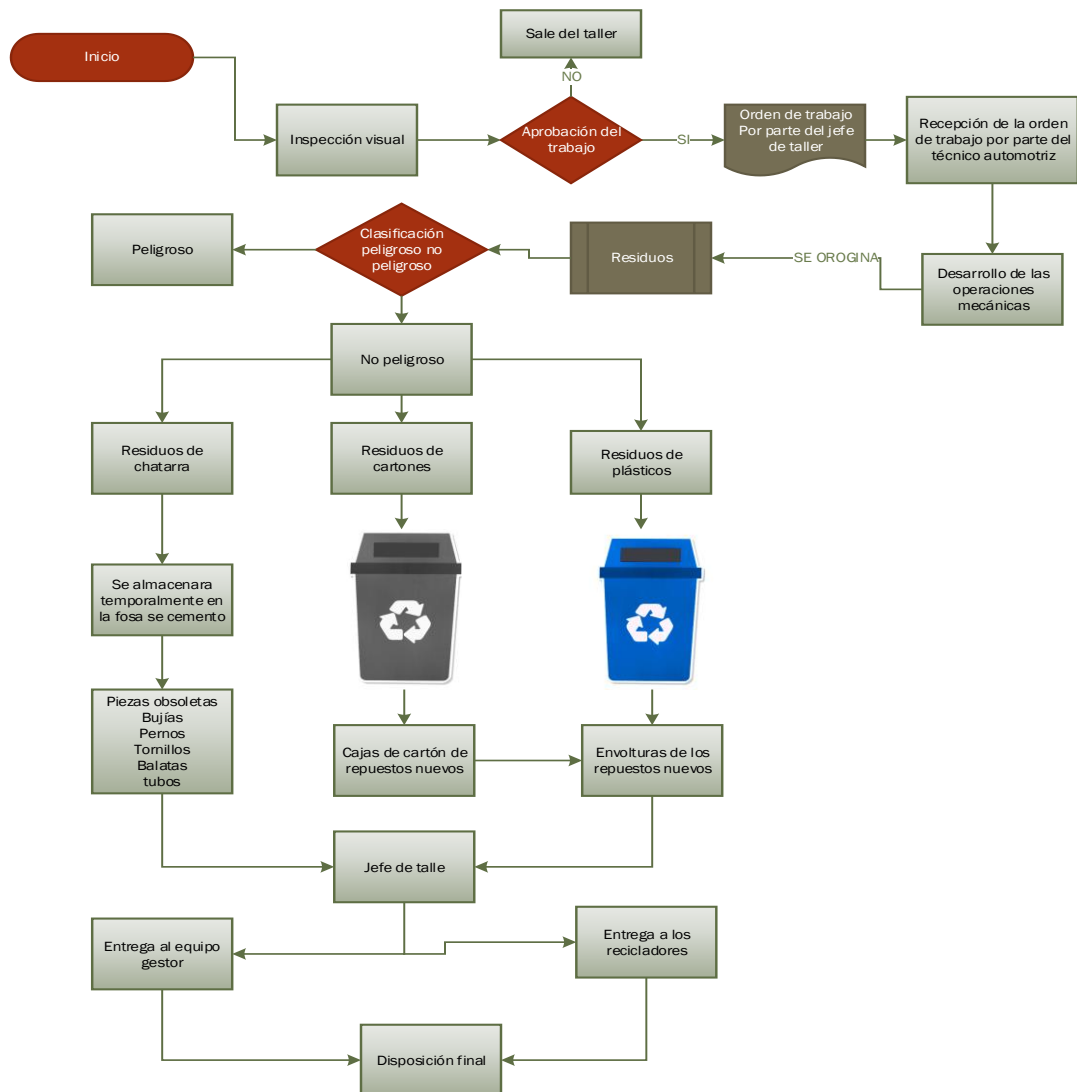 Inicio
Sale del taller
NO
Inspección visual
Aprobación del
trabajo
SI
Orden de trabajo
Por parte del jefe
de taller
Recepción de la orden
de trabajo por parte del
técnico automotriz
Peligroso
Clasificación
peligroso no
peligroso
Residuos
SE OROGINA
Desarrollo de las
operaciones
mecánicas
No peligroso
Residuos de
chatarra
Residuos de
cartones
Residuos de
plásticos
Se almacenara
temporalmente en
la fosa se cemento
Piezas obsoletas
Bujías
Pernos
Tornillos
Balatas
tubos
Cajas de cartón de
repuestos nuevos
Envolturas de los
repuestos nuevos
Jefe de talle
Entrega al equipo
gestor
Entrega a los
recicladores
Disposición final